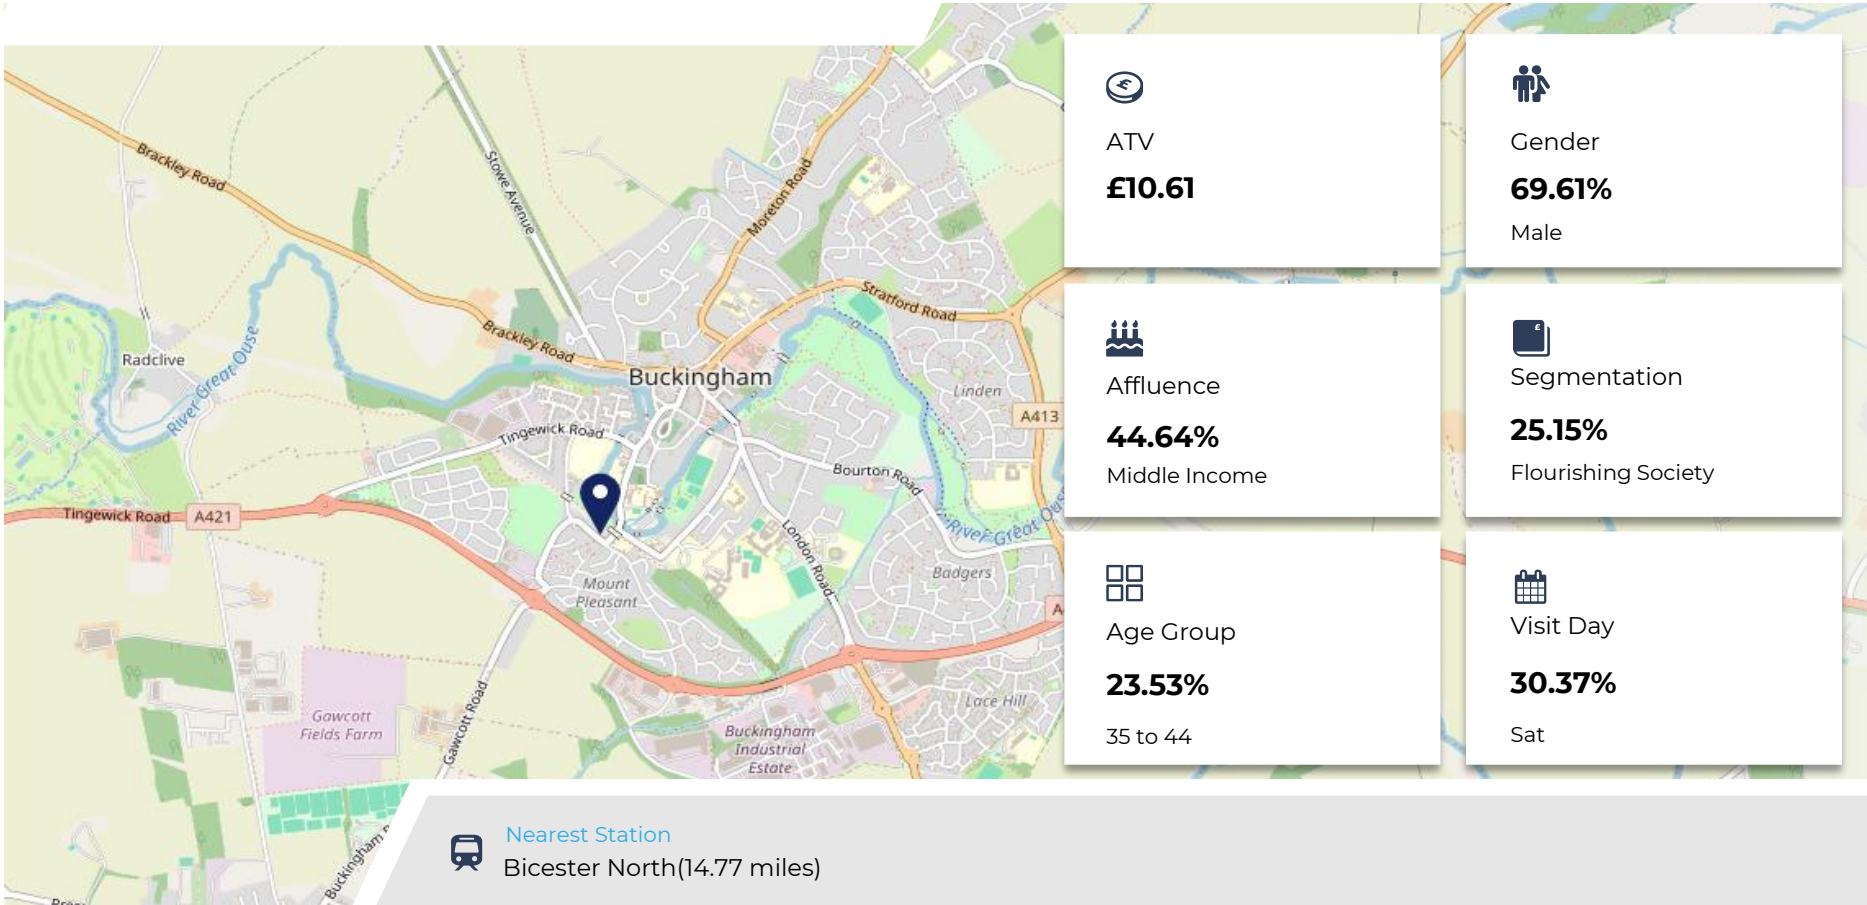 Brackley Road
Stowe Avenue
Moreton Road
Stratford Road
Brackley Road
Radclive
River Great Ouse
Buckingham
Linden
A413
Tingewick Road
Bourton Road
Tingewick Road
A421
River Great Ous
London Road
Mount
Pleasant
Badgers
Gawcott
Fields Farm
Gawcott Road
Lace Hill
Buckingham
Industrial
Estate
Buckingham
ATV
£10.61
Gender
69.61%
Male
Affluence
44.64%
Middle Income
Segmentation
25.15%
Flourishing Society
Age Group
23.53%
35 to 44
Visit Day
30.37%
Sat
Nearest Station
Bicester North(14.77 miles)